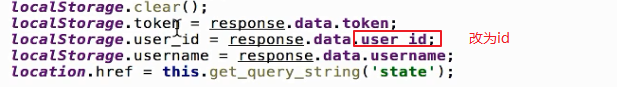 localStorage.clear();
localStorage.token = response.data.token;
localStorage.user_id = response.data.user_id; 改为id
localStorage.username = response.data.username;
location.href = this.get_query_string('state');